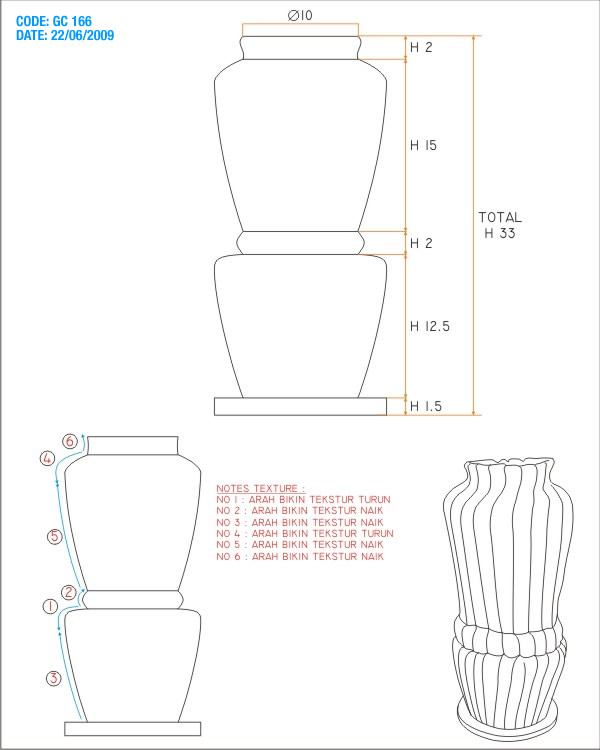 CODE: GC 166
DATE: 22/06/2009
Ø10
H 2
H 15
TOTAL
H 33
H 2
H 12.5
H 1.5
6
4
5
2
1
3
NOTES TEXTURE :
NO 1 : ARAH BIKIN TEKSTUR TURUN
NO 2 : ARAH BIKIN TEKSTUR NAIK
NO 3 : ARAH BIKIN TEKSTUR NAIK
NO 4 : ARAH BIKIN TEKSTUR TURUN
NO 5 : ARAH BIKIN TEKSTUR NAIK
NO 6 : ARAH BIKIN TEKSTUR NAIK